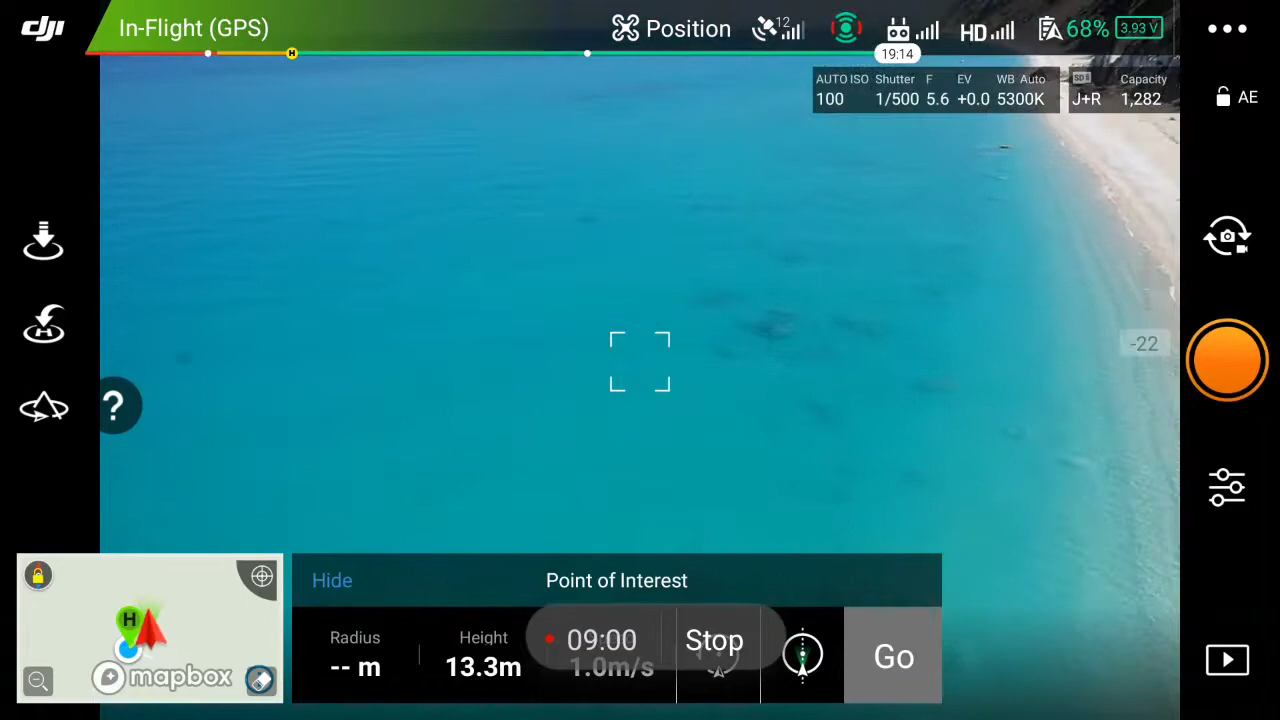 dji In-Flight (GPS) Position 12 HD 68% 3.93 V
H 19:14
AUTO ISO Shutter F EV WB Auto SD Capacity
100 1/500 5.6 +0.0 5300K J+R 1,282
AE
-22
H
?
Hide Point of Interest
Radius Height 09:00 Stop
-- m 13.3m 1.0m/s Go
H
mapbox